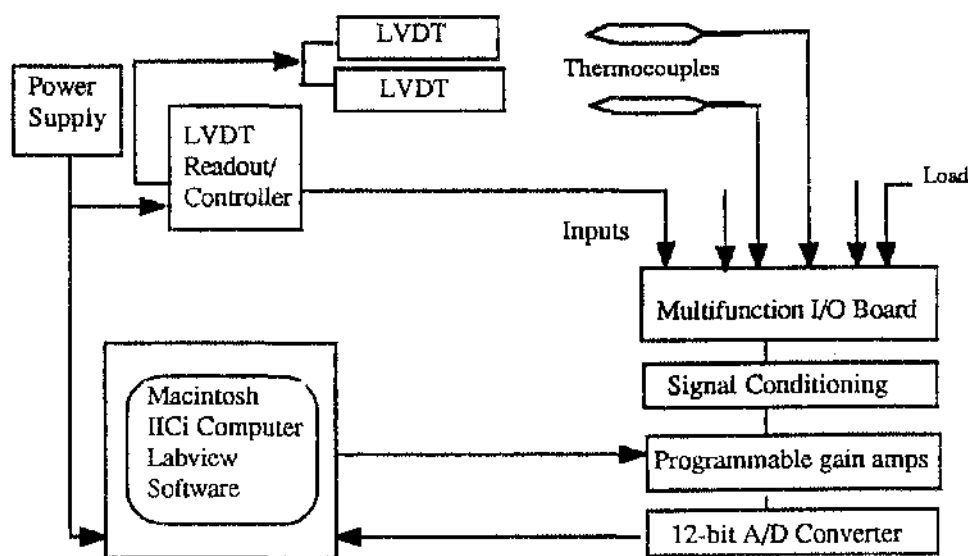 LVDT
LVDT
Thermocouples
Power
Supply
LVDT
Readout/
Controller
Load
Inputs
Multifunction I/O Board
Signal Conditioning
Macintosh
IICi Computer
Labview
Software
Programmable gain amps
12-bit A/D Converter